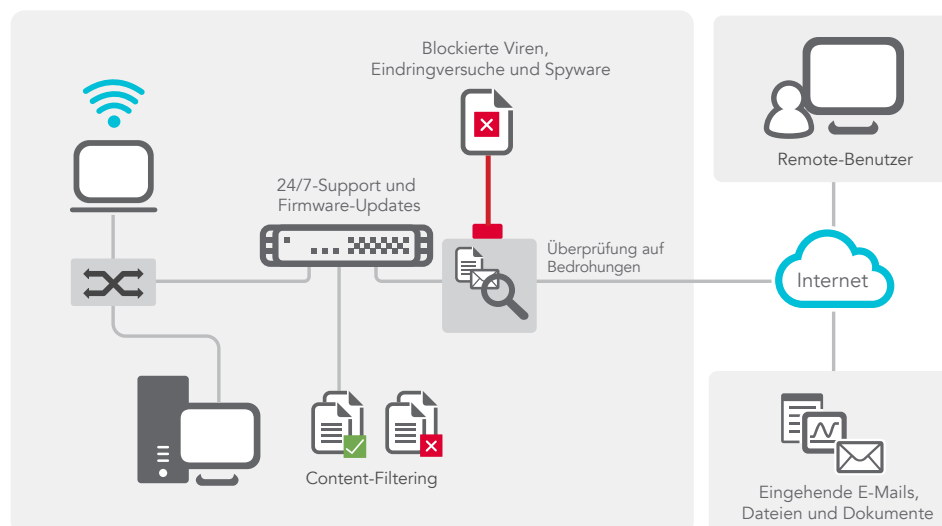 Blockierte Viren,
Eindringversuche und Spyware
Remote-Benutzer
24/7-Support und
Firmware-Updates
Überprüfung auf
Bedrohungen
Internet
Content-Filtering
Eingehende E-Mails,
Dateien und Dokumente